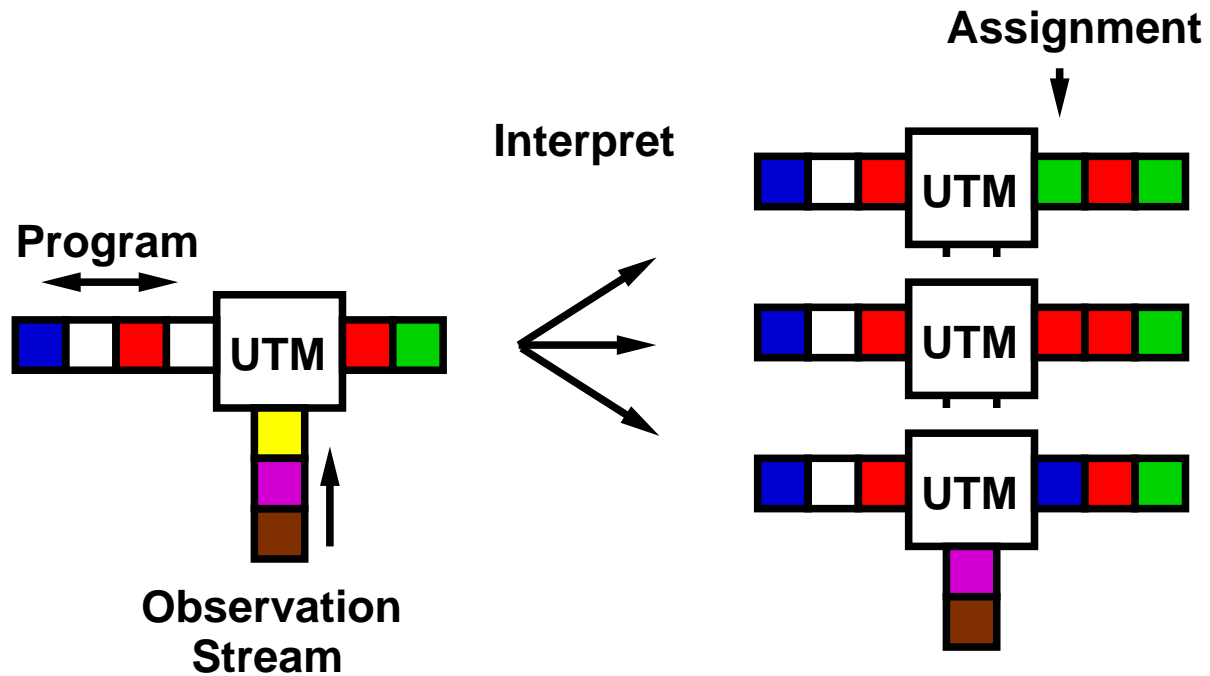 Assignment
Interpret
UTM
Program
UTM
UTM
UTM
Observation
Stream